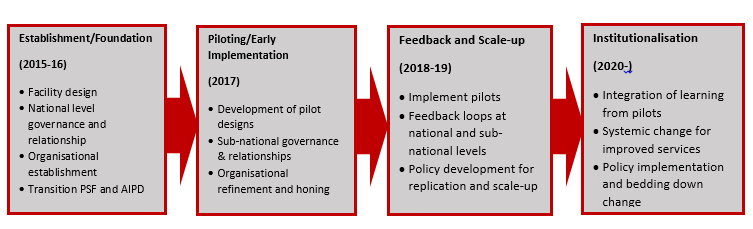 Establishment/Foundation
(2015-16)
• Facility design
• National level
governance and
relationship
• Organisational
establishment
• Transition PSF and AIPD
Piloting/Early
Implementation
(2017)
• Development of pilot
designs
• Sub-national governance
& relationships
• Organisational
refinement and honing
Feedback and Scale-up
(2018-19)
• Implement pilots
• Feedback loops at
national and sub-
national levels
• Policy development for
replication and scale-up
Institutionalisation
(2020-)
• Integration of learning
from pilots
• Systemic change for
improved services
• Policy implementation
and bedding down
change